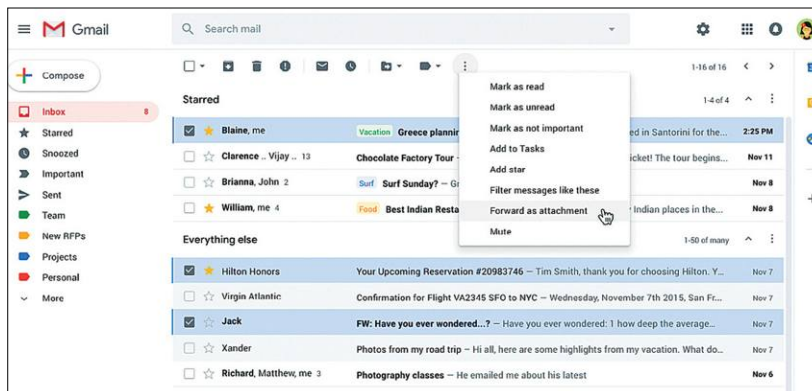 Gmail
Search mail
Compose
1-16 of 16
Inbox 8
Starred
Snoozed
Important
Sent
Team
New RFPs
Projects
Personal
More
Mark as read
Mark as unread
Mark as not important
Add to Tasks
Add star
Filter messages like these
Forward as attachment
Mute
Starred 1-4 of 4
Blaine, me Vacation Greece plannin ed in Santorini for the... 2:25 PM
Clarence .. Vijay .. 13 Chocolate Factory Tour - icket! The tour begins... Nov 11
Brianna, John 2 Surf Surf Sunday? – Gr Nov 8
William, me 4 Food Best Indian Resta Indian places in the... Nov 8
Everything else 1-50 of many
Hilton Honors Your Upcoming Reservation #20983746 – Tim Smith, thank you for choosing Hilton. Y... Nov 7
Virgin Atlantic Confirmation for Flight VA2345 SFO to NYC – Wednesday, November 7th 2015, San Fr... Nov 7
Jack FW: Have you ever wondered...? – Have you ever wondered: 1 how deep the average... Nov 7
Xander Photos from my road trip – Hi all, here are some highlights from my vacation. What do... Nov 7
Richard, Matthew, me 3 Photography classes – He emailed me about his latest Nov 6